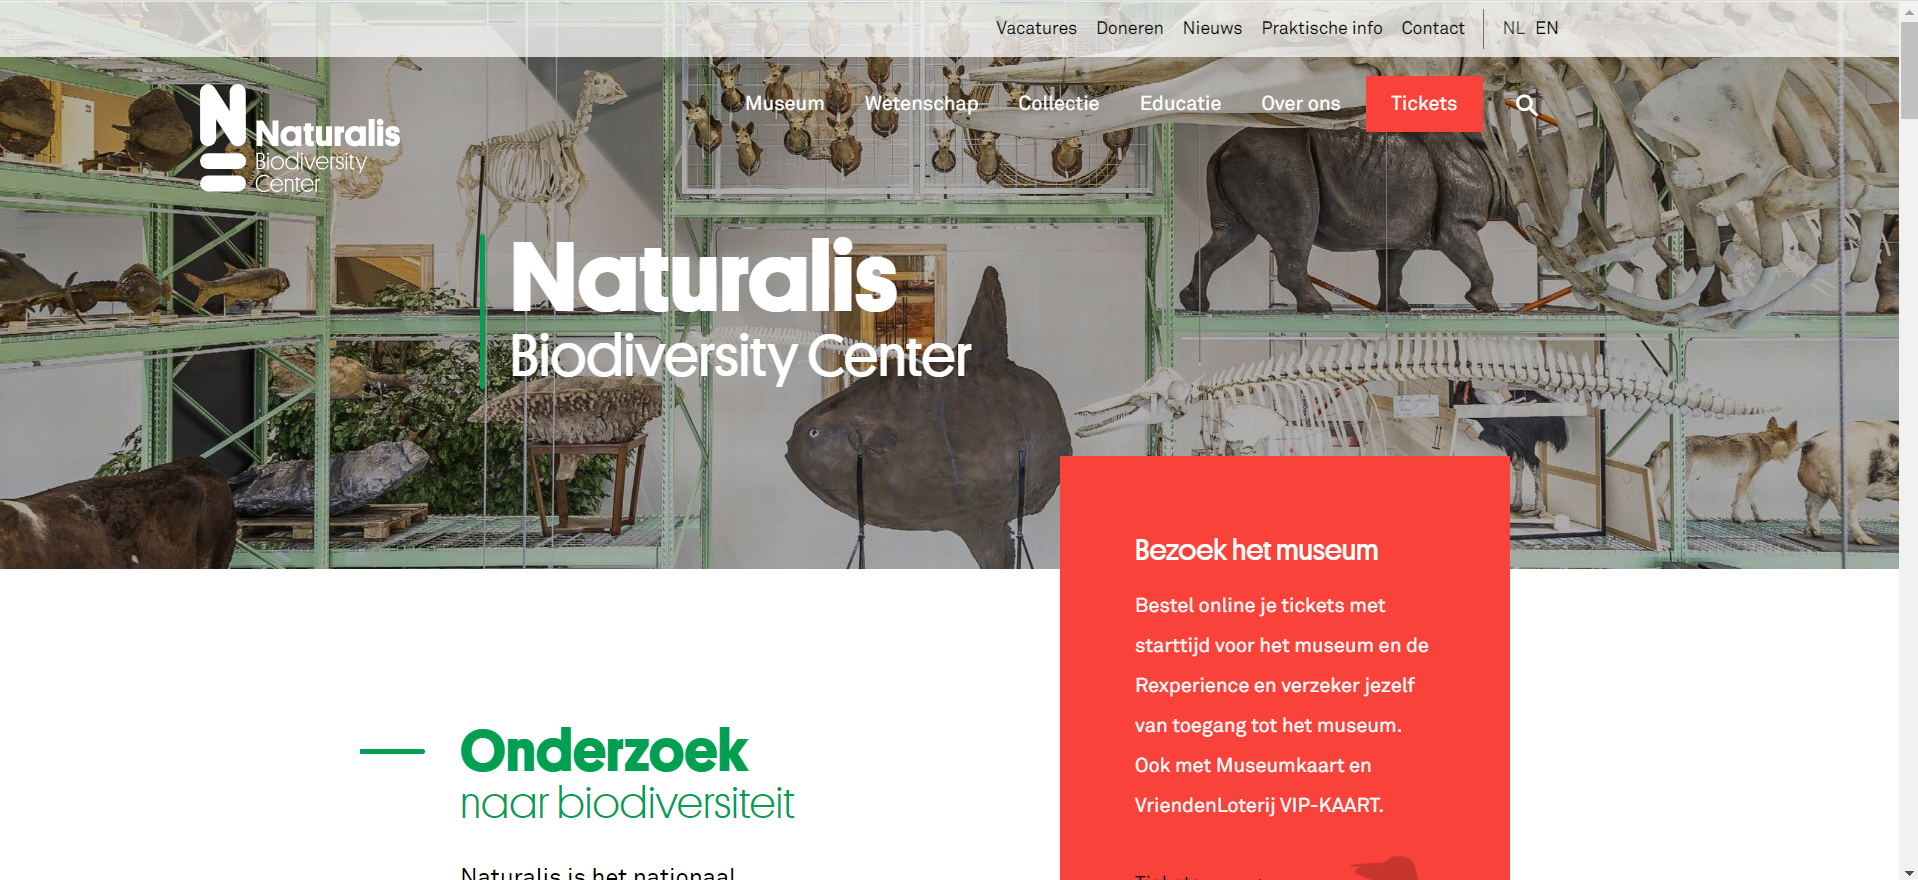 Vacatures Doneren Nieuws Praktische info Contact NL EN
Museum Wetenschap Collectie Educatie Over ons Tickets
N
Naturalis
Biodiversity
Center
Naturalis
Biodiversity Center
Bezoek het museum
Bestel online je tickets met
starttijd voor het museum en de
Rexperience en verzeker jezelf
van toegang tot het museum.
Ook met Museumkaart en
VriendenLoterij VIP-KAART.
Onderzoek
naar biodiversiteit
Naturalis is het nationaal